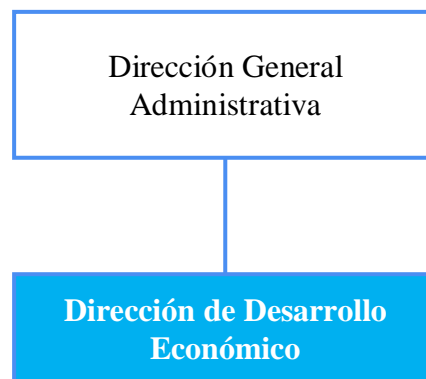 Dirección General
Administrativa
Dirección de Desarrollo
Económico